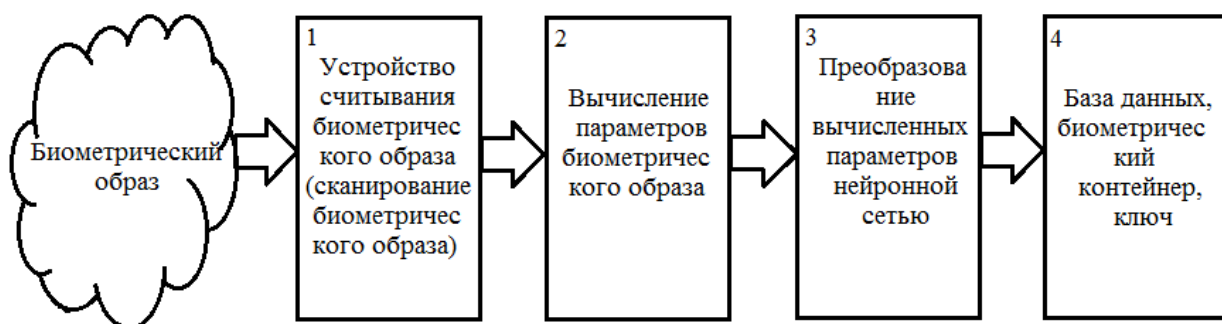 Биометрический
образ
1
Устройство
считывания
биометричес
кого образа
(сканирование
биометричес
кого образа)
2
Вычисление
параметров
биометричес
кого образа
3
Преобразова
ние
вычисленных
параметров
нейронной
сетью
4
База данных,
биометричес
кий
контейнер,
ключ